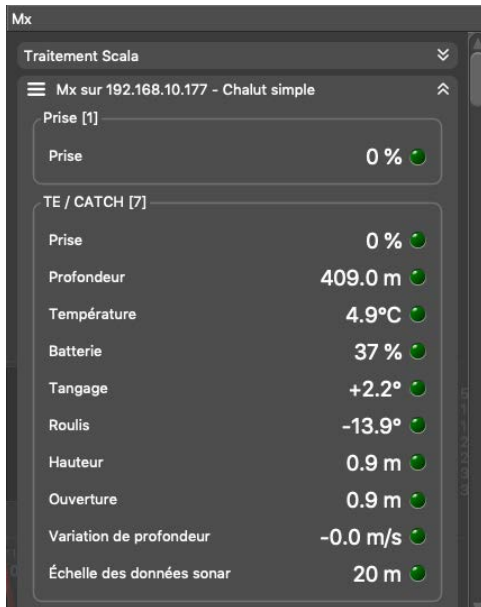 Mx
Traitement Scala
Mx sur 192.168.10.177 - Chalut simple
Prise [1]
Prise 0 %
TE / CATCH [7]
Prise 0 %
Profondeur 409.0 m
Température 4.9°C
Batterie 37 %
Tangage +2.2°
Roulis -13.9°
Hauteur 0.9 m
Ouverture 0.9 m
Variation de profondeur -0.0 m/s
Échelle des données sonar 20 m